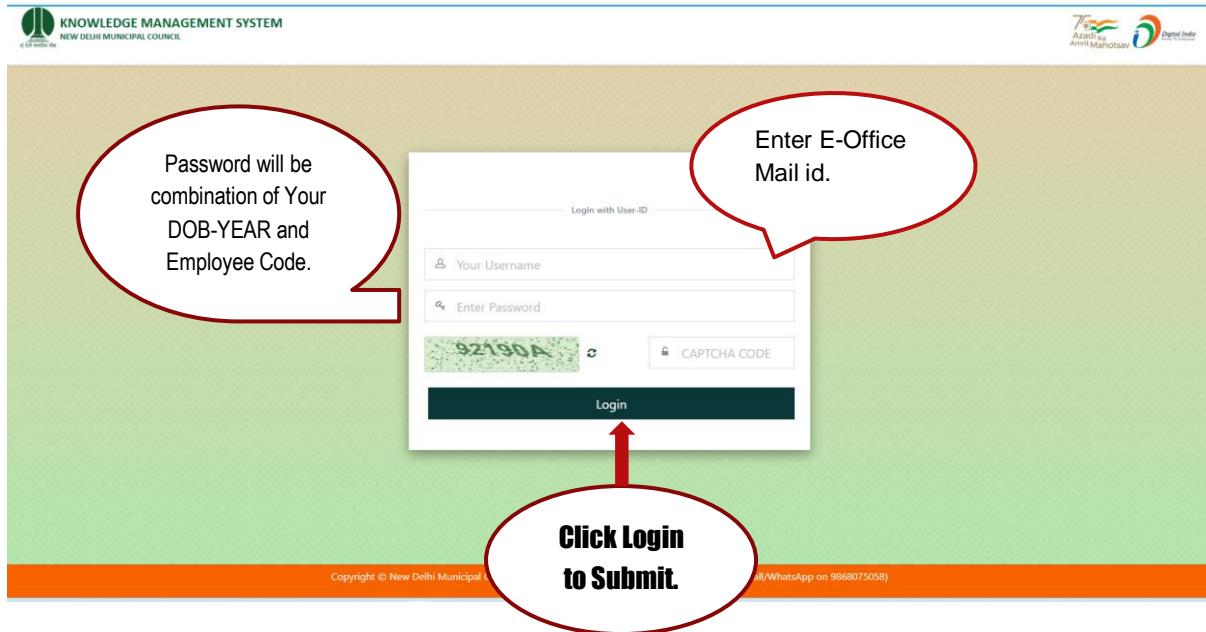 KNOWLEDGE MANAGEMENT SYSTEM
NEW DELHI MUNICIPAL COUNCIL
Azadi Ka
Amrit Mahotsav
Digital India
Password will be
combination of Your
DOB-YEAR and
Employee Code.
Enter E-Office
Mail id.
Login with User-ID
Your Username
Enter Password
92190A
CAPTCHA CODE
Login
Click Login
to Submit.
Copyright © New Delhi Municipal
/WhatsApp on 9868075058)